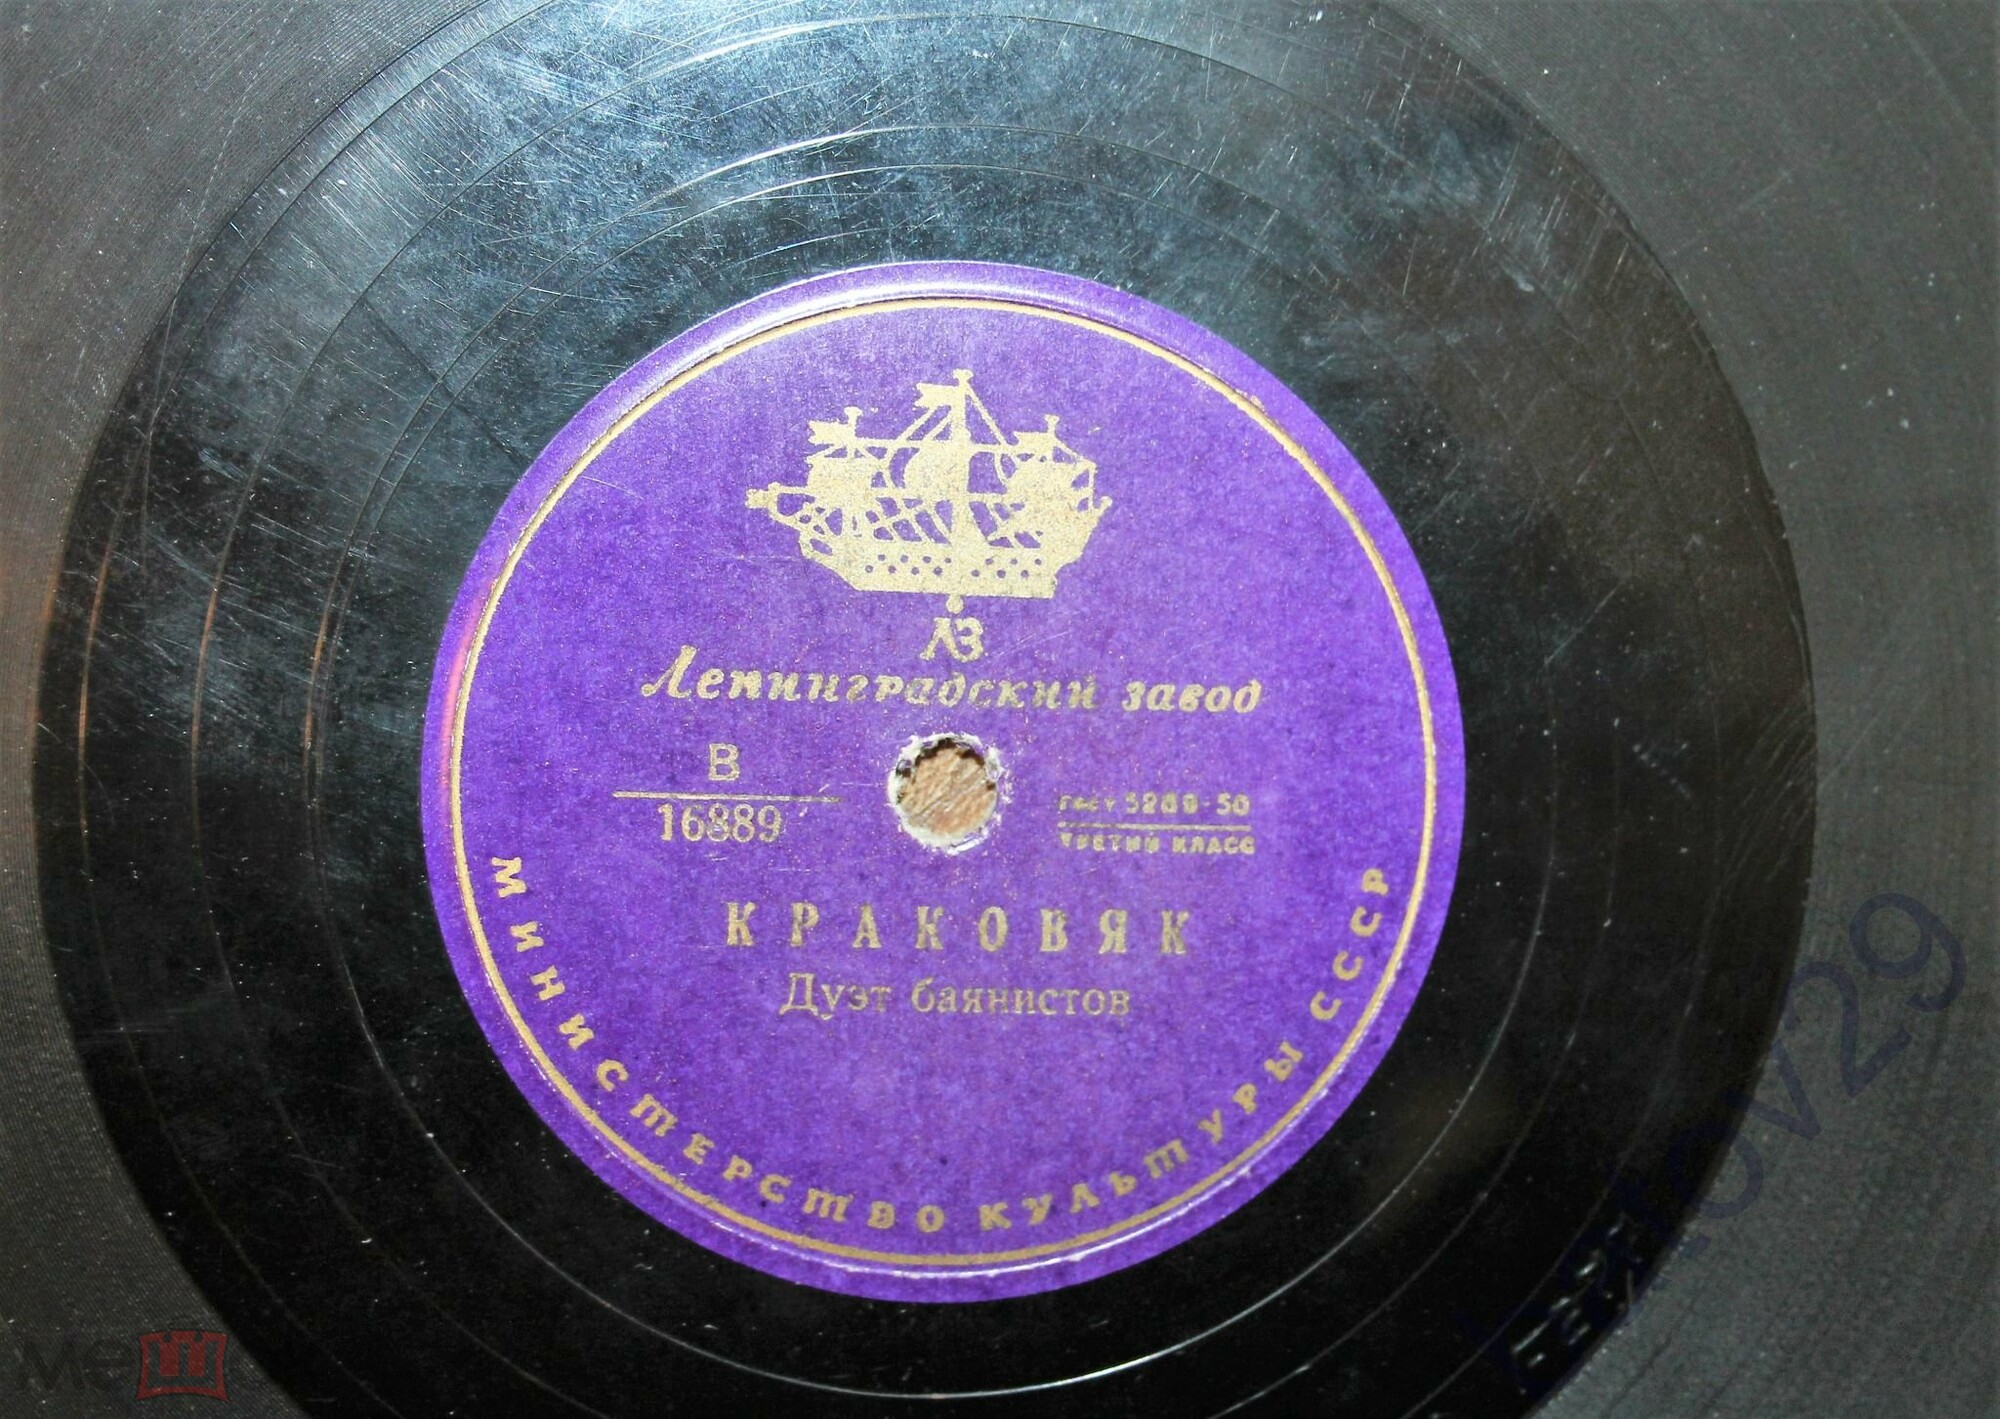 ЛЗ
Ленинградский завод
В
16889
ГОСТ 5289-50
ТРЕТИЙ КЛАСС
КРАКОВЯК
Дуэт баянистов
МИНИСТЕРСТВО КУЛЬТУРЫ СССР